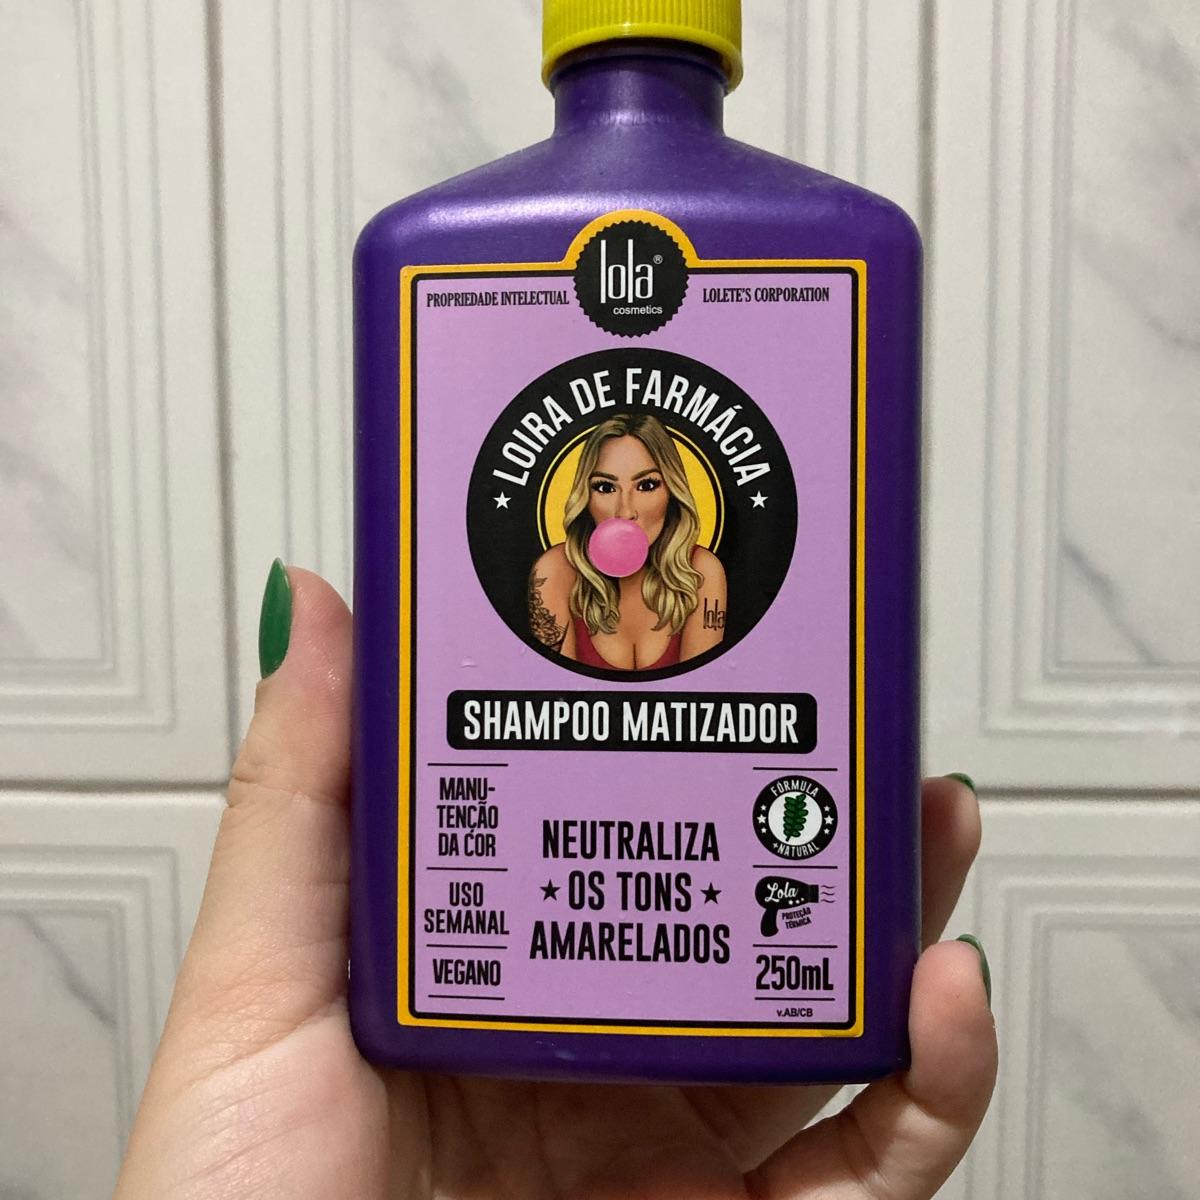 lola®
cosmetics
PROPRIEDADE INTELECTUAL
LOLETE'S CORPORATION
LOIRA DE FARMÁCIA
lola
SHAMPOO MATIZADOR
MANU-
TENÇÃO
DA COR
USO
SEMANAL
VEGANO
NEUTRALIZA
OS TONS
AMARELADOS
FÓRMULA
+NATURAL
Lola
PROTEÇÃO
TÉRMICA
250mL
v.AB/CB